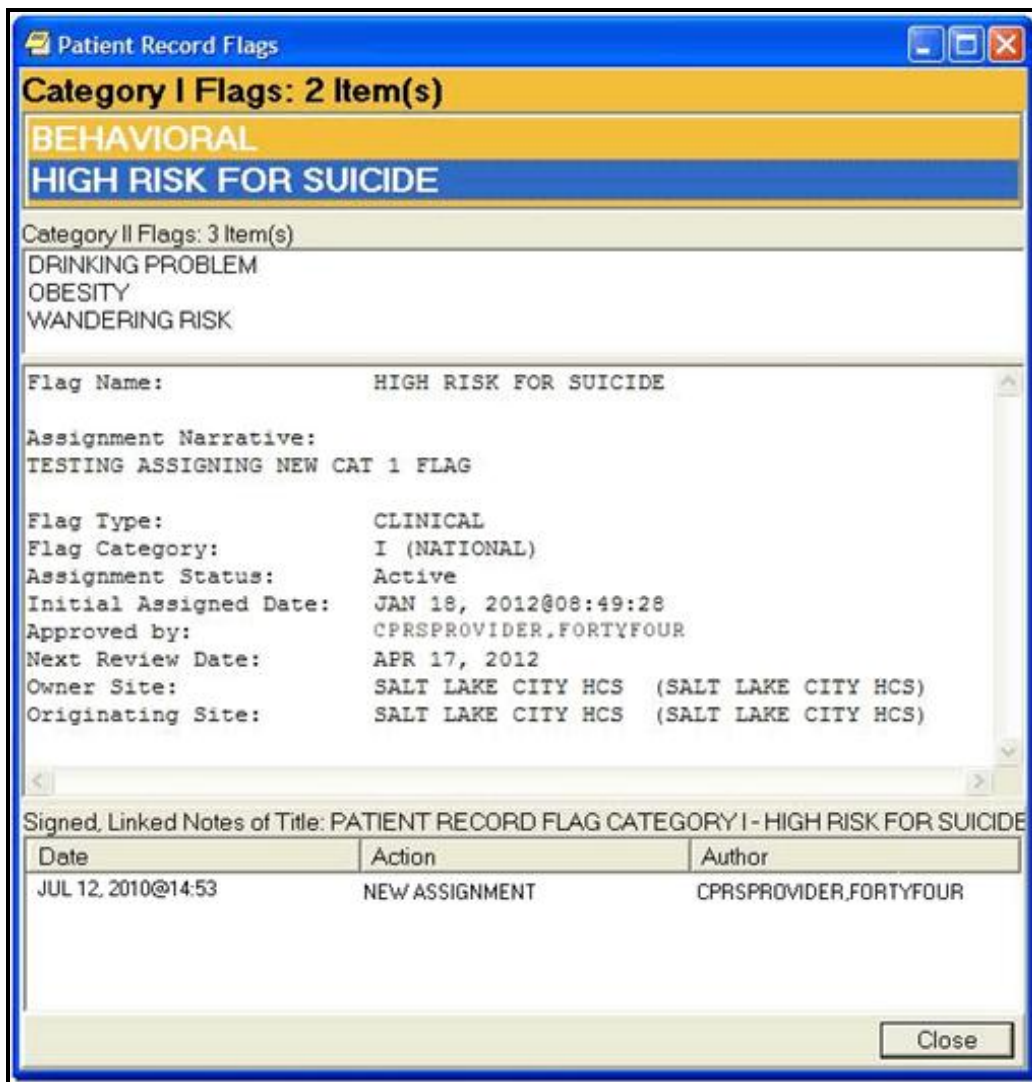 Patient Record Flags
Category I Flags: 2 Item(s)
BEHAVIORAL
HIGH RISK FOR SUICIDE
Category II Flags: 3 Item(s)
DRINKING PROBLEM
OBESITY
WANDERING RISK
Flag Name: HIGH RISK FOR SUICIDE
Assignment Narrative:
TESTING ASSIGNING NEW CAT 1 FLAG
Flag Type: CLINICAL
Flag Category: I (NATIONAL)
Assignment Status: Active
Initial Assigned Date: JAN 18, 2012@08:49:28
Approved by: CPRSPROVIDER,FORTYFOUR
Next Review Date: APR 17, 2012
Owner Site: SALT LAKE CITY HCS (SALT LAKE CITY HCS)
Originating Site: SALT LAKE CITY HCS (SALT LAKE CITY HCS)
Signed, Linked Notes of Title: PATIENT RECORD FLAG CATEGORY I - HIGH RISK FOR SUICIDE
Date Action Author
JUL 12, 2010@14:53 NEW ASSIGNMENT CPRSPROVIDER,FORTYFOUR
Close